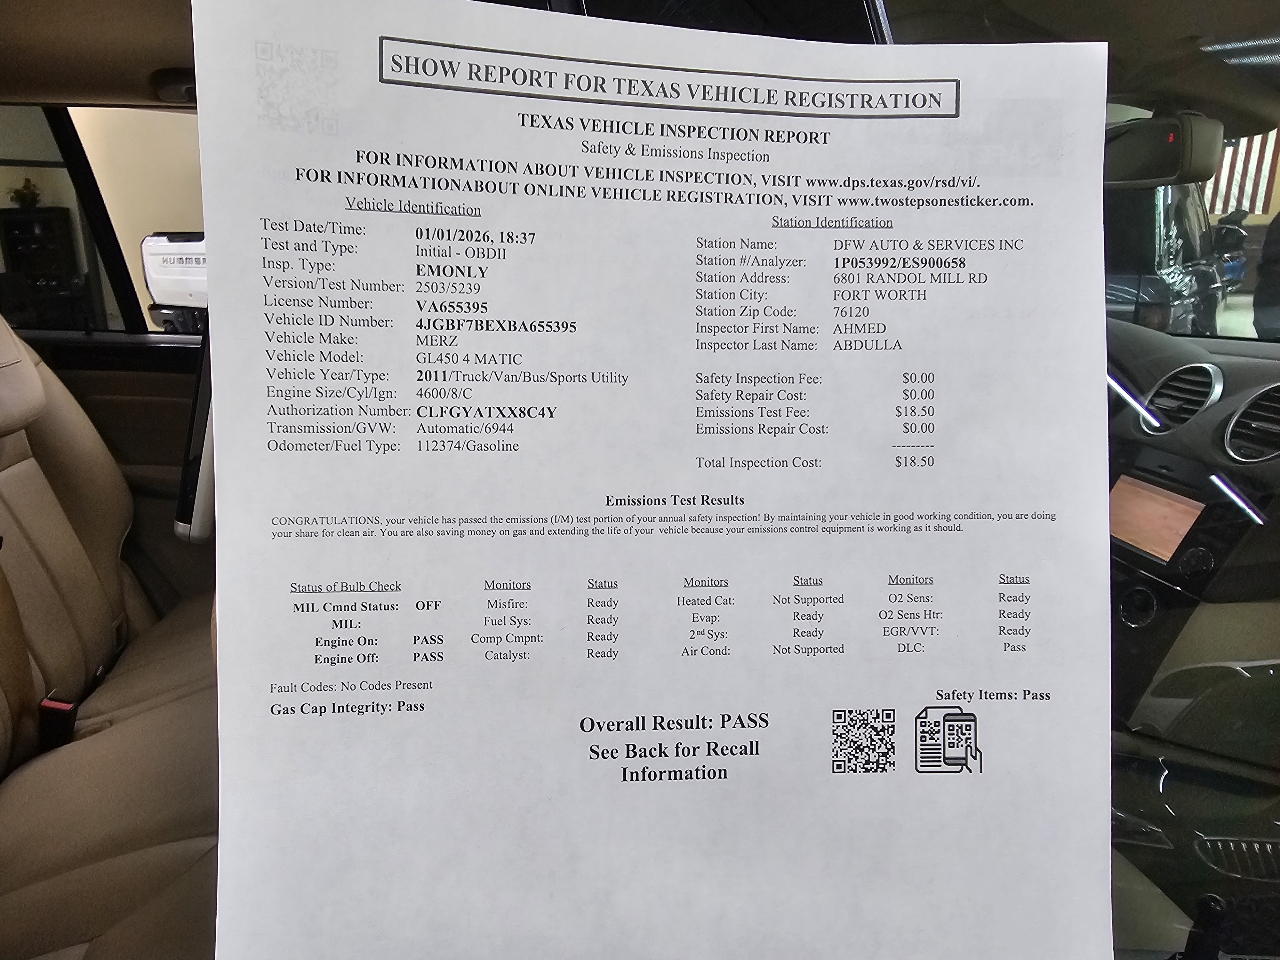 SHOW REPORT FOR TEXAS VEHICLE REGISTRATION
TEXAS VEHICLE INSPECTION REPORT
Safety & Emissions Inspection
FOR INFORMATION ABOUT VEHICLE INSPECTION, VISIT www.dps.texas.gov/rsd/vi/.
FOR INFORMATIONABOUT ONLINE VEHICLE REGISTRATION, VISIT www.twostepsonesticker.com.
Vehicle Identification
Test Date/Time: 01/01/2026, 18:37
Test and Type: Initial - OBDII
Insp. Type: EMONLY
Version/Test Number: 2503/5239
License Number: VA655395
Vehicle ID Number: 4JGBF7BEXBA655395
Vehicle Make: MERZ
Vehicle Model: GL450 4 MATIC
Vehicle Year/Type: 2011/Truck/Van/Bus/Sports Utility
Engine Size/Cyl/Ign: 4600/8/C
Authorization Number: CLFGYATXX8C4Y
Transmission/GVW: Automatic/6944
Odometer/Fuel Type: 112374/Gasoline
Station Identification
Station Name: DFW AUTO & SERVICES INC
Station #/Analyzer: 1P053992/ES900658
Station Address: 6801 RANDOL MILL RD
Station City: FORT WORTH
Station Zip Code: 76120
Inspector First Name: AHMED
Inspector Last Name: ABDULLA
Safety Inspection Fee: $0.00
Safety Repair Cost: $0.00
Emissions Test Fee: $18.50
Emissions Repair Cost: $0.00
---------
Total Inspection Cost: $18.50
Emissions Test Results
CONGRATULATIONS, your vehicle has passed the emissions (I/M) test portion of your annual safety inspection! By maintaining your vehicle in good working condition, you are doing
your share for clean air. You are also saving money on gas and extending the life of your vehicle because your emissions control equipment is working as it should.
Status of Bulb Check Monitors Status Monitors Status Monitors Status
MIL Cmnd Status: OFF Misfire: Ready Heated Cat: Not Supported O2 Sens: Ready
MIL: Fuel Sys: Ready Evap: Ready O2 Sens Htr: Ready
Engine On: PASS Comp Cmpnt: Ready 2nd Sys: Ready EGR/VVT: Ready
Engine Off: PASS Catalyst: Ready Air Cond: Not Supported DLC: Pass
Fault Codes: No Codes Present
Gas Cap Integrity: Pass
Safety Items: Pass
Overall Result: PASS
See Back for Recall
Information
HUMMER